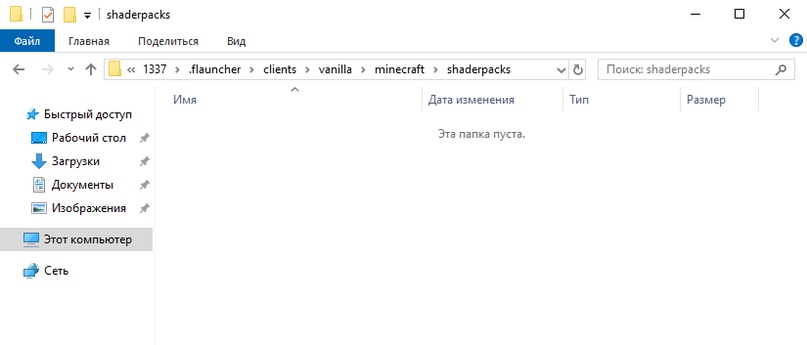 shaderpacks
Файл Главная Поделиться Вид
« 1337 .flauncher clients vanilla minecraft shaderpacks Поиск: shaderpacks
Имя Дата изменения Тип Размер
Эта папка пуста.
Быстрый доступ
Рабочий стол
Загрузки
Документы
Изображения
Этот компьютер
Сеть